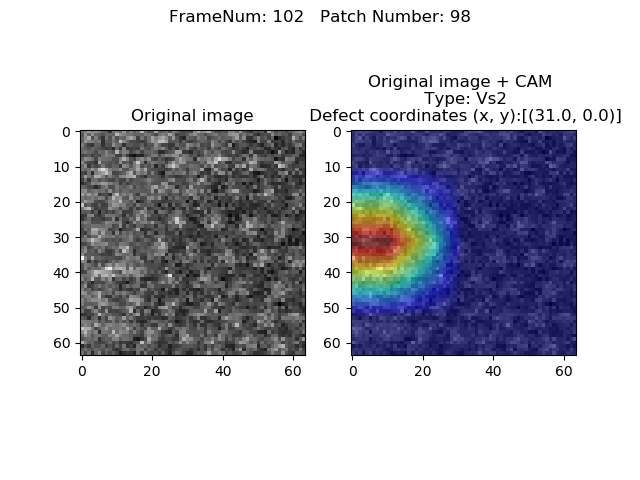 FrameNum: 102   Patch Number: 98
Original image
0
10
20
30
40
50
60
0 20 40 60
Original image + CAM
Type: Vs2
Defect coordinates (x, y):[(31.0, 0.0)]
0
10
20
30
40
50
60
0 20 40 60